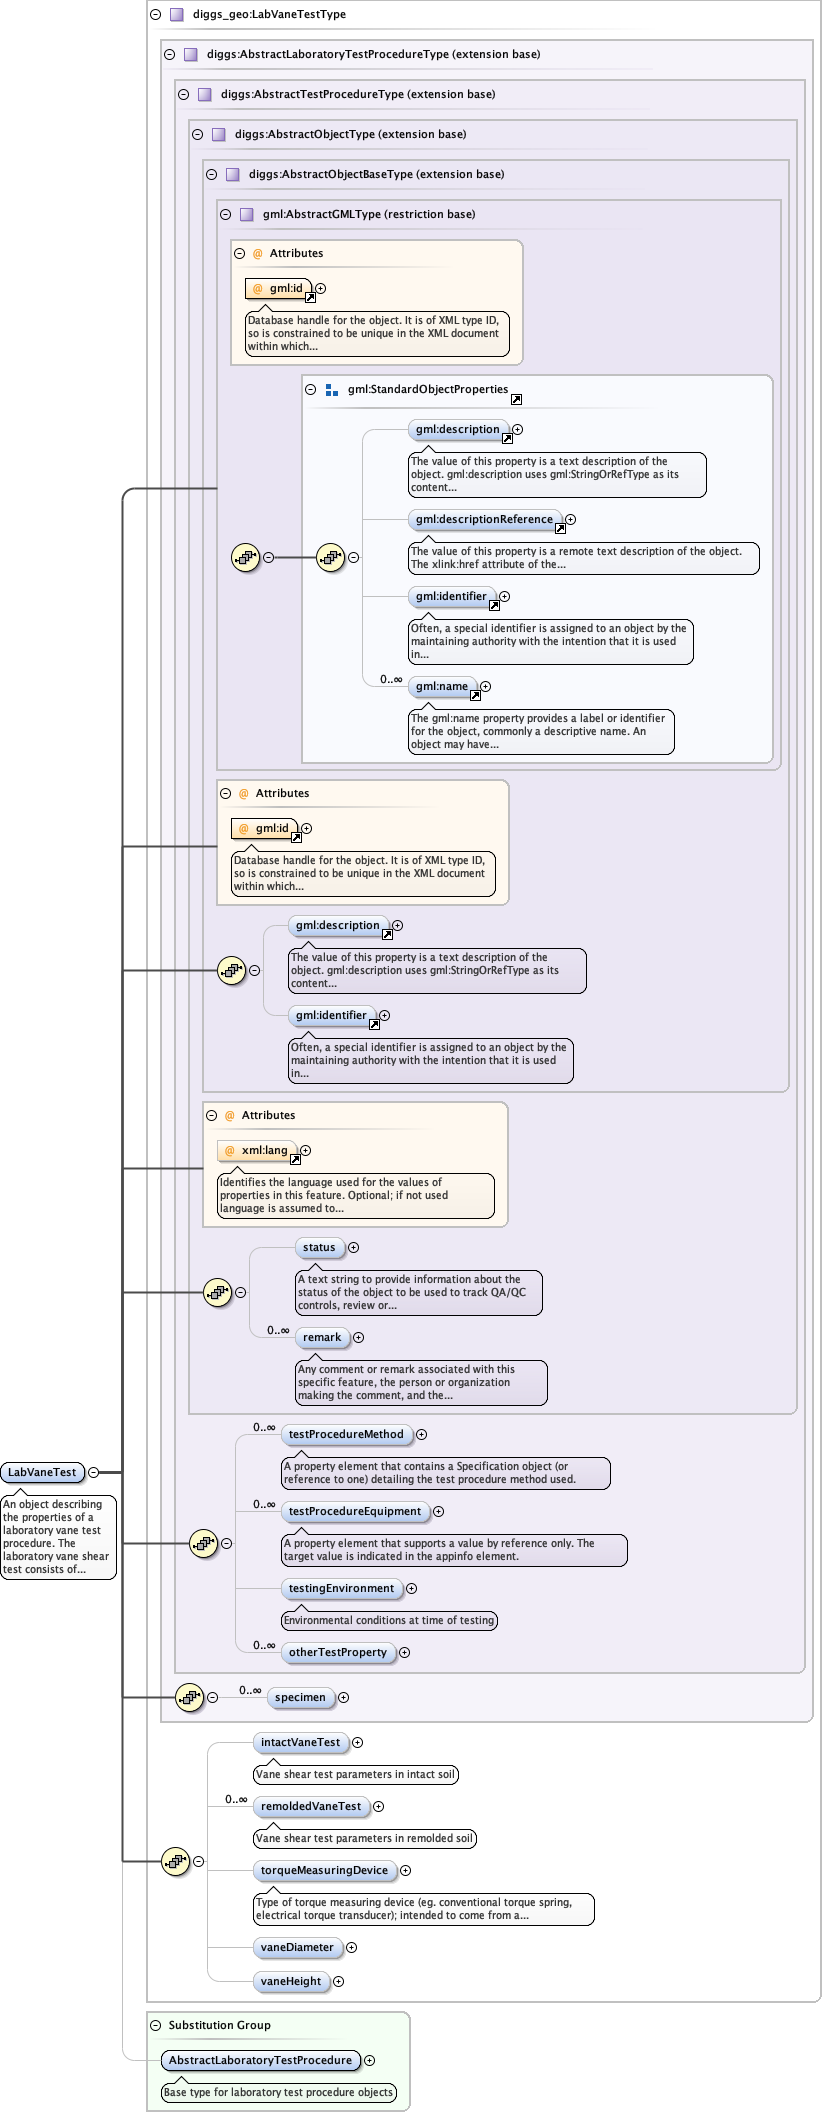 diggs_geo:LabVaneTestType
diggs:AbstractLaboratoryTestProcedureType (extension base)
diggs:AbstractTestProcedureType (extension base)
diggs:AbstractObjectType (extension base)
diggs:AbstractObjectBaseType (extension base)
gml:AbstractGMLType (restriction base)
@ Attributes
@ gml:id
Database handle for the object. It is of XML type ID,
so is constrained to be unique in the XML document
within which...
gml:StandardObjectProperties
gml:description
The value of this property is a text description of the
object. gml:description uses gml:StringOrRefType as its
content...
gml:descriptionReference
The value of this property is a remote text description of the object.
The xlink:href attribute of the...
gml:identifier
Often, a special identifier is assigned to an object by the
maintaining authority with the intention that it is used
in...
0..∞
gml:name
The gml:name property provides a label or identifier
for the object, commonly a descriptive name. An
object may have...
@ Attributes
@ gml:id
Database handle for the object. It is of XML type ID,
so is constrained to be unique in the XML document
within which...
gml:description
The value of this property is a text description of the
object. gml:description uses gml:StringOrRefType as its
content...
gml:identifier
Often, a special identifier is assigned to an object by the
maintaining authority with the intention that it is used
in...
@ Attributes
@ xml:lang
Identifies the language used for the values of
properties in this feature. Optional; if not used
language is assumed to...
status
A text string to provide information about the
status of the object to be used to track QA/QC
controls, review or...
0..∞
remark
Any comment or remark associated with this
specific feature, the person or organization
making the comment, and the...
0..∞
testProcedureMethod
A property element that contains a Specification object (or
reference to one) detailing the test procedure method used.
0..∞
testProcedureEquipment
A property element that supports a value by reference only. The
target value is indicated in the appinfo element.
testingEnvironment
Environmental conditions at time of testing
0..∞
otherTestProperty
LabVaneTest
An object describing
the properties of a
laboratory vane test
procedure. The
laboratory vane shear
test consists of...
0..∞
specimen
intactVaneTest
Vane shear test parameters in intact soil
0..∞
remoldedVaneTest
Vane shear test parameters in remolded soil
torqueMeasuringDevice
Type of torque measuring device (eg. conventional torque spring,
electrical torque transducer); intended to come from a...
vaneDiameter
vaneHeight
Substitution Group
AbstractLaboratoryTestProcedure
Base type for laboratory test procedure objects